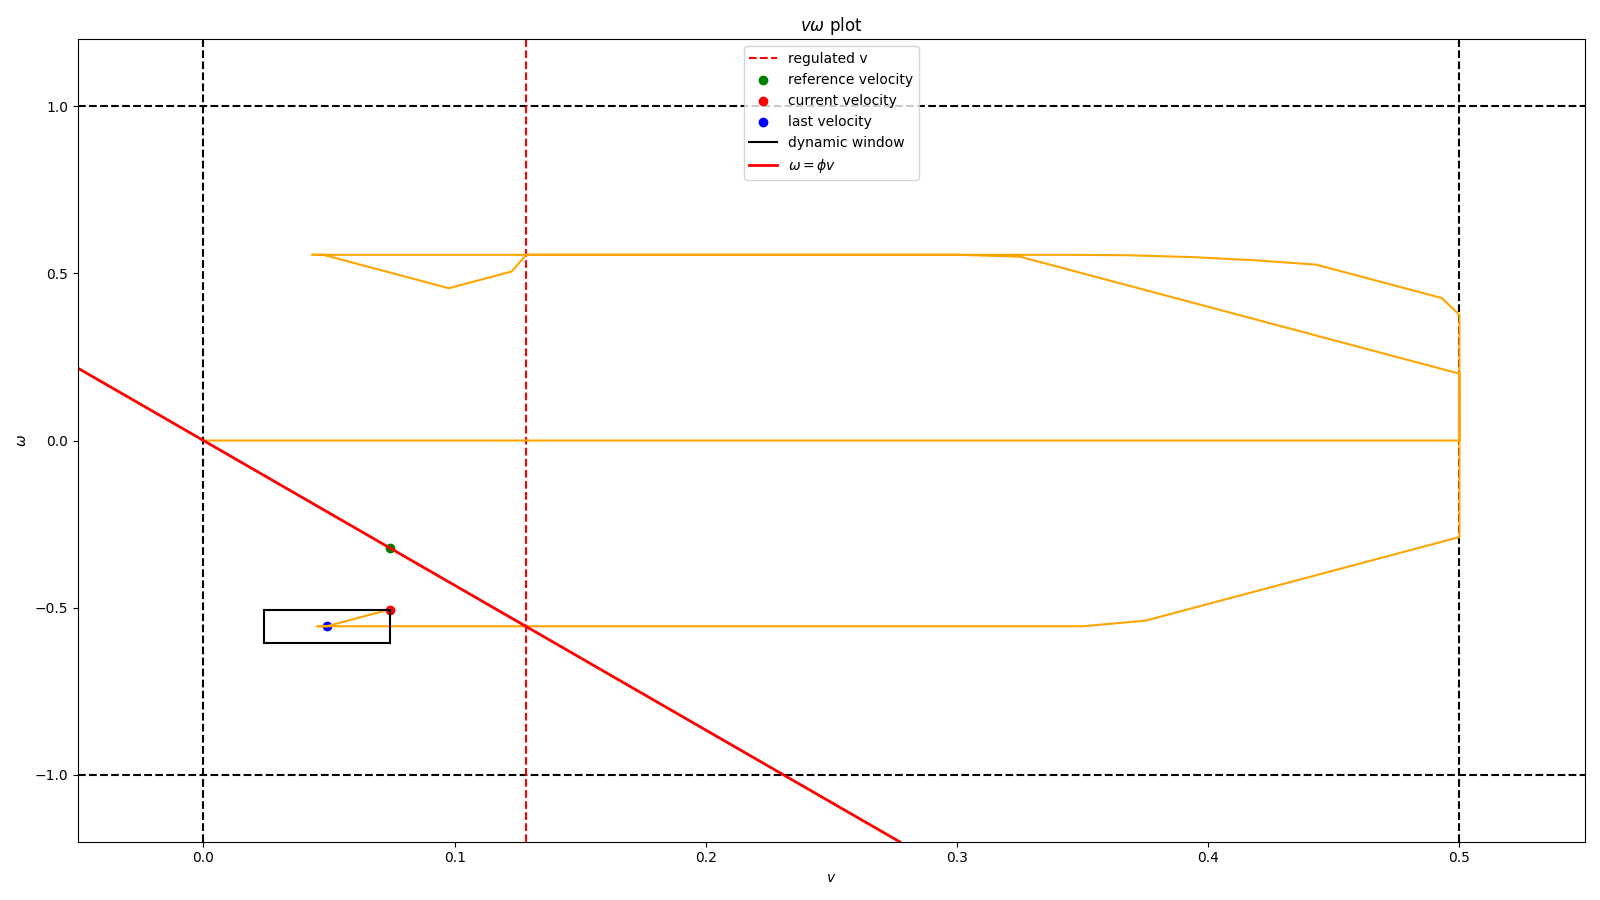 vω plot
regulated v
reference velocity
current velocity
last velocity
dynamic window
ω = ϕv
1.0
0.5
0.0
−0.5
−1.0
ω
0.0 0.1 0.2 0.3 0.4 0.5
v